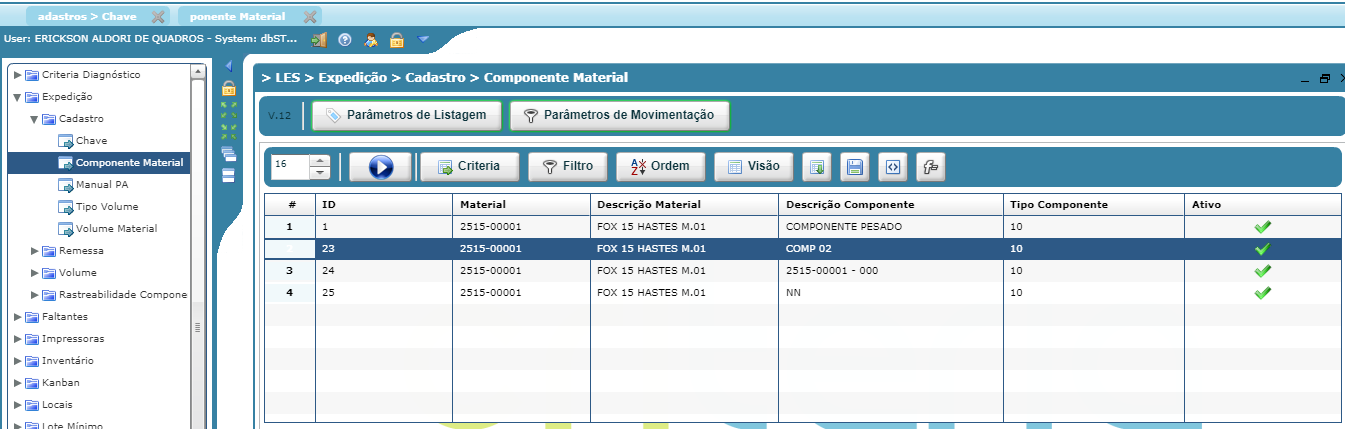 adastros > Chave
ponente Material
User: ERICKSON ALDORI DE QUADROS - System: dbST...
Criteria Diagnóstico
Expedição
Cadastro
Chave
Componente Material
Manual PA
Tipo Volume
Volume Material
Remessa
Volume
Rastreabilidade Compone
Faltantes
Impressoras
Inventário
Kanban
Locais
Lote Mínimo
> LES > Expedição > Cadastro > Componente Material
V.12 Parâmetros de Listagem Parâmetros de Movimentação
16 Criteria Filtro Ordem Visão
# ID Material Descrição Material Descrição Componente Tipo Componente Ativo
1 1 2515-00001 FOX 15 HASTES M.01 COMPONENTE PESADO 10
23 2515-00001 FOX 15 HASTES M.01 COMP 02 10
3 24 2515-00001 FOX 15 HASTES M.01 2515-00001 - 000 10
4 25 2515-00001 FOX 15 HASTES M.01 NN 10